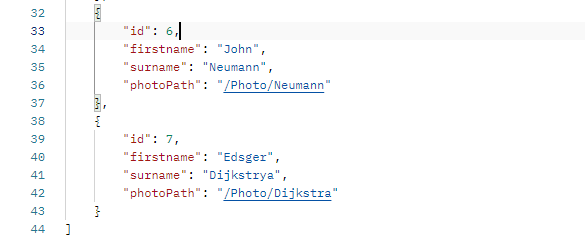 32 {
33 "id": 6,
34 "firstname": "John",
35 "surname": "Neumann",
36 "photoPath": "/Photo/Neumann"
37 },
38 {
39 "id": 7,
40 "firstname": "Edsger",
41 "surname": "Dijkstrya",
42 "photoPath": "/Photo/Dijkstra"
43 }
44 ]